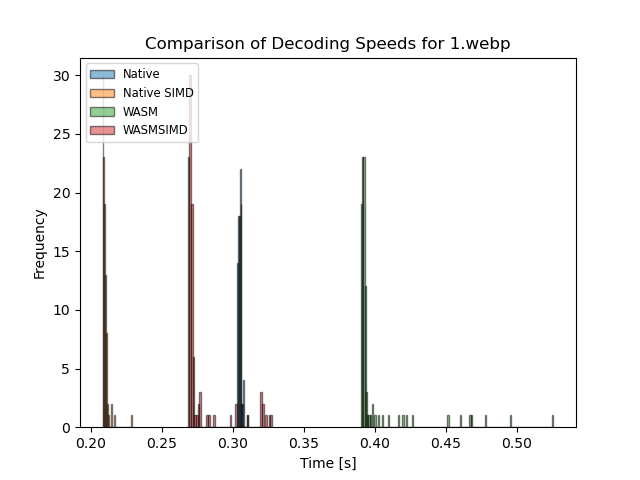 Comparison of Decoding Speeds for 1.webp
Native
Native SIMD
WASM
WASMSIMD
30
25
20
15
10
5
0
Frequency
0.20 0.25 0.30 0.35 0.40 0.45 0.50
Time [s]